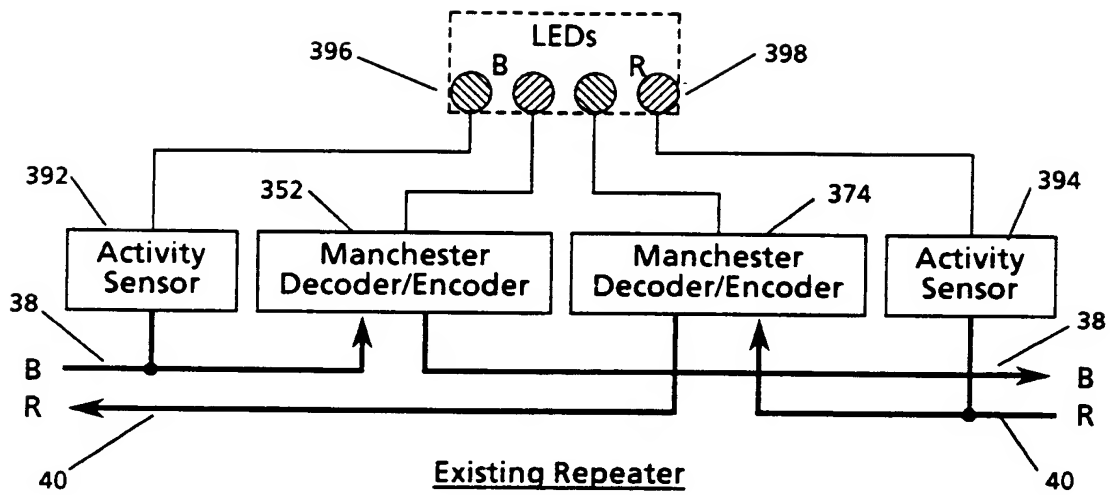 LEDs
396
B
R
398
392
352
374
394
Activity
Sensor
Manchester
Decoder/Encoder
Manchester
Decoder/Encoder
Activity
Sensor
38
38
B
B
R
R
40
40
Existing Repeater